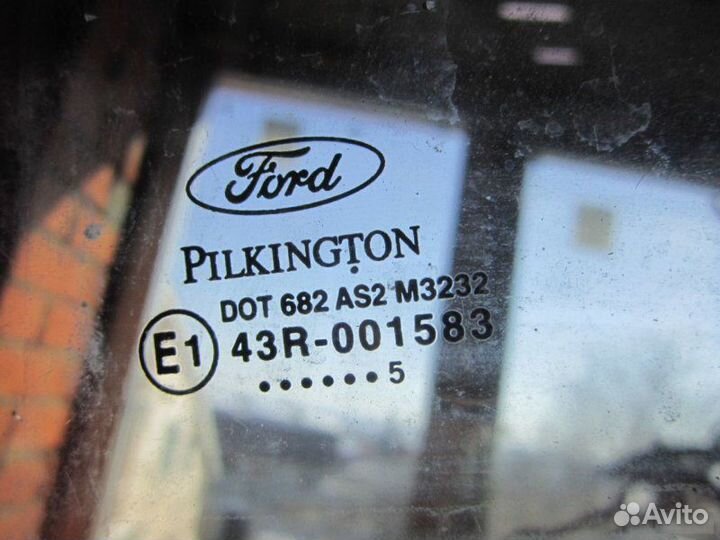 Ford
PILKINGTON
DOT 682 AS2 M3232
E1 43R-001583
••••••5
Avito